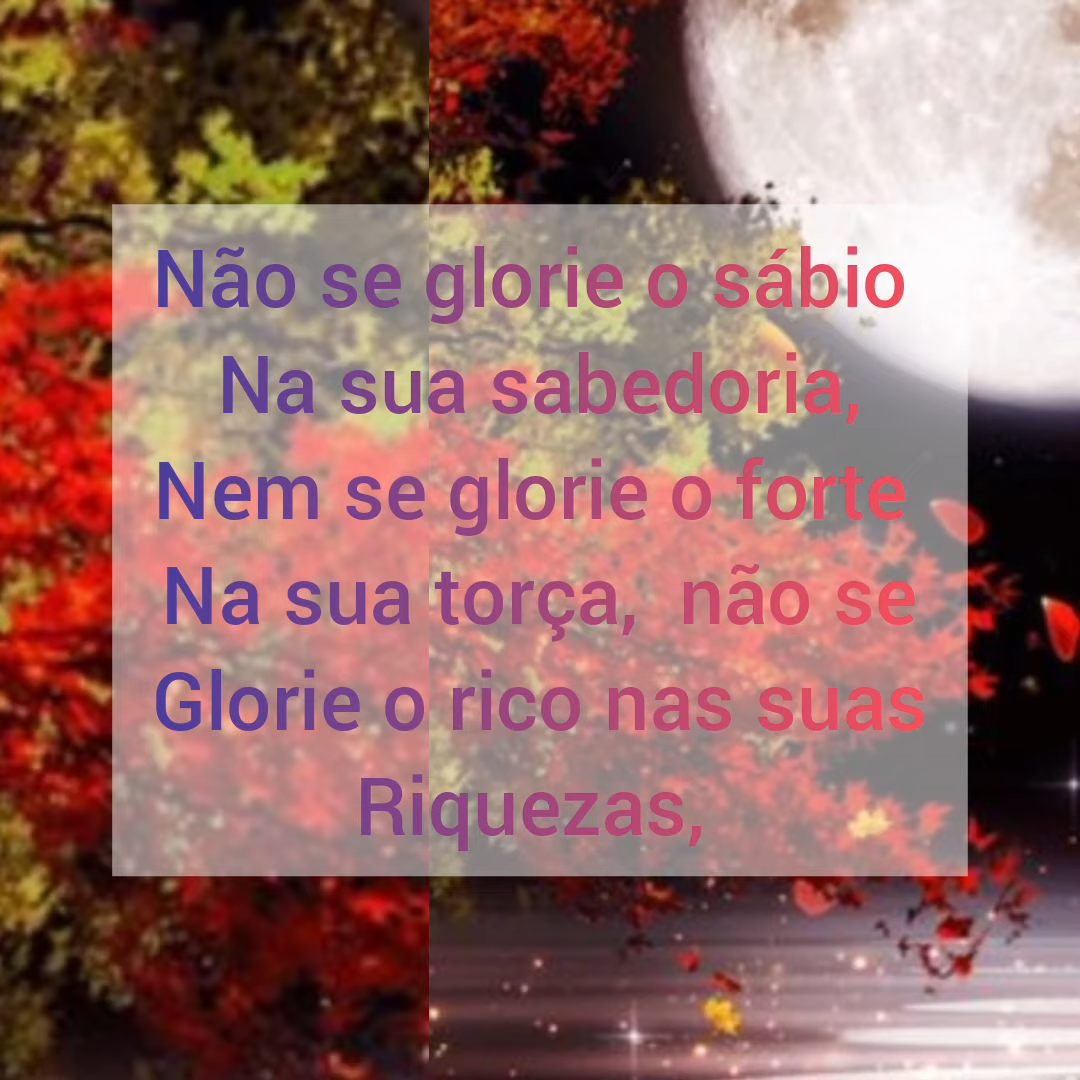 Não se glorie o sábio
Na sua sabedoria,
Nem se glorie o forte
Na sua torça,  não se
Glorie o rico nas suas
Riquezas,